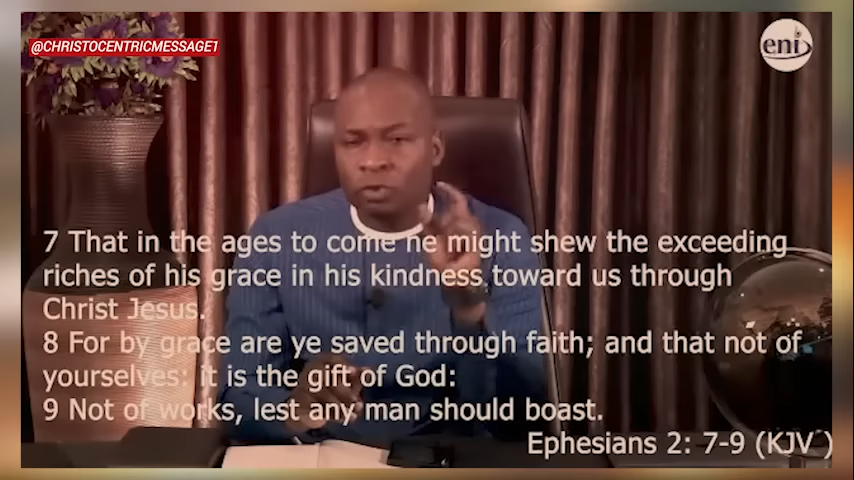 @CHRISTOCENTRICMESSAGE1
eni
7 That in the ages to come he might shew the exceeding
riches of his grace in his kindness toward us through
Christ Jesus.
8 For by grace are ye saved through faith; and that not of
yourselves: it is the gift of God:
9 Not of works, lest any man should boast.
Ephesians 2: 7-9 (KJV )